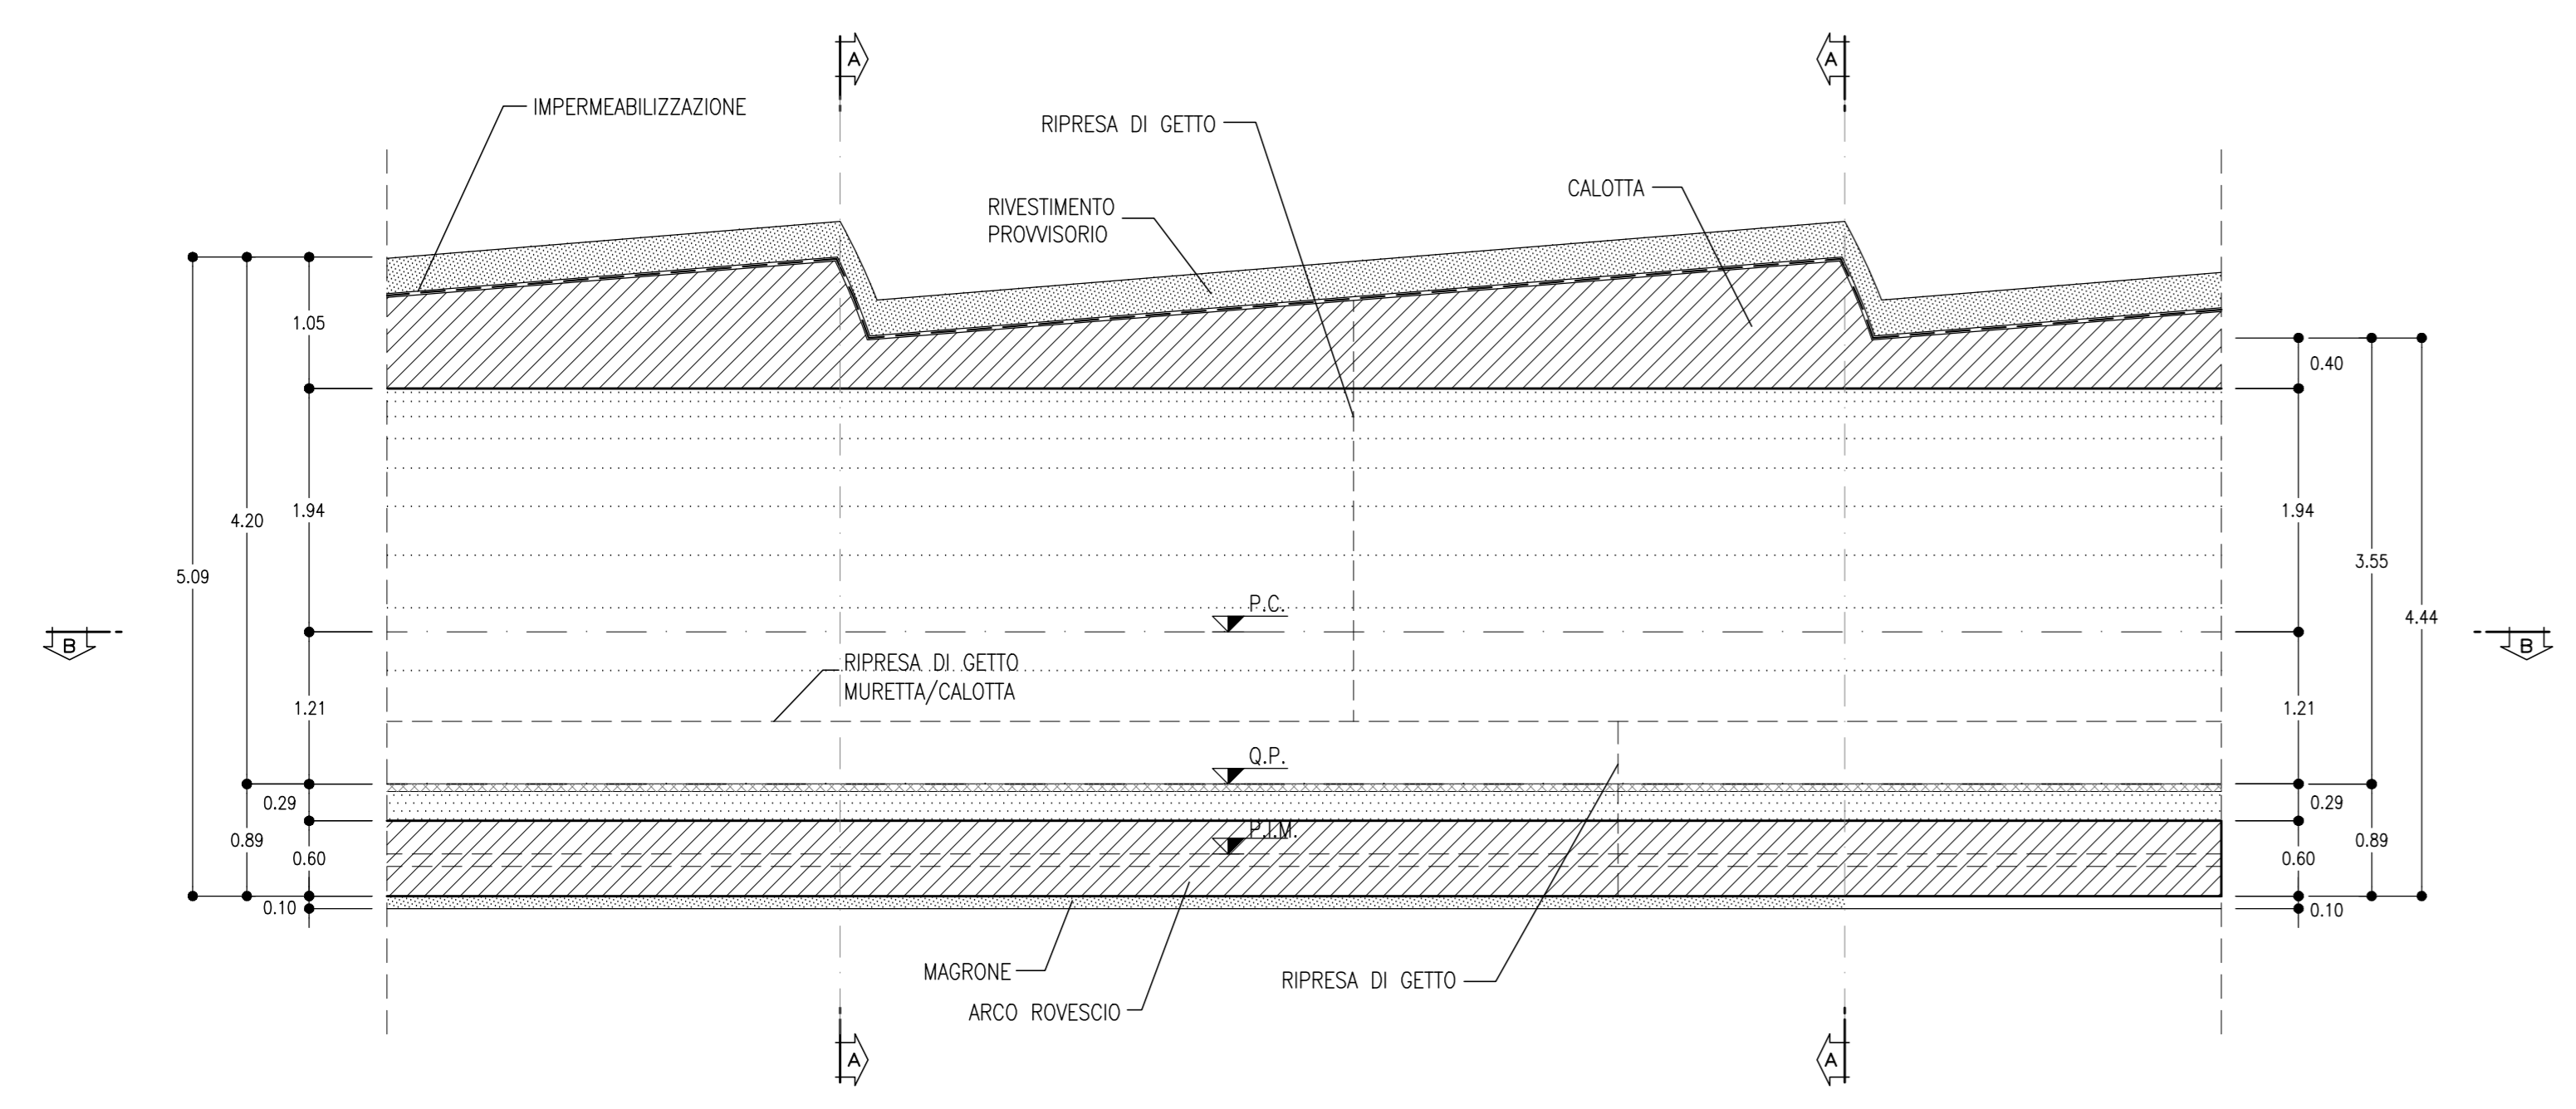 A
A
IMPERMEABILIZZAZIONE
RIPRESA DI GETTO
CALOTTA
RIVESTIMENTO
PROVVISORIO
1.05
0.40
1.94
4.20
1.94
3.55
5.09
4.44
P.C.
B
B
RIPRESA DI GETTO
MURETTA/CALOTTA
1.21
1.21
Q.P.
0.29
0.29
P.I.M.
0.89
0.60
0.60
0.89
0.10
0.10
MAGRONE
RIPRESA DI GETTO
ARCO ROVESCIO
A
A